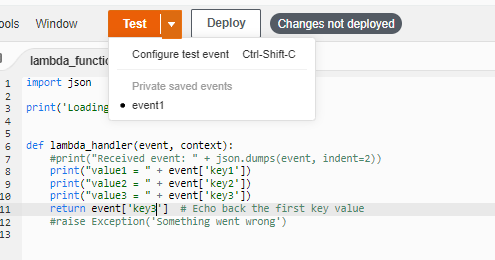 ools Window Test Deploy Changes not deployed
Configure test event Ctrl-Shift-C
lambda_functio
Private saved events
event1
1 import json
2
3 print('Loading
4
5
6 def lambda_handler(event, context):
7 #print("Received event: " + json.dumps(event, indent=2))
8 print("value1 = " + event['key1'])
9 print("value2 = " + event['key2'])
10 print("value3 = " + event['key3'])
11 return event['key3'] # Echo back the first key value
12 #raise Exception('Something went wrong')
13